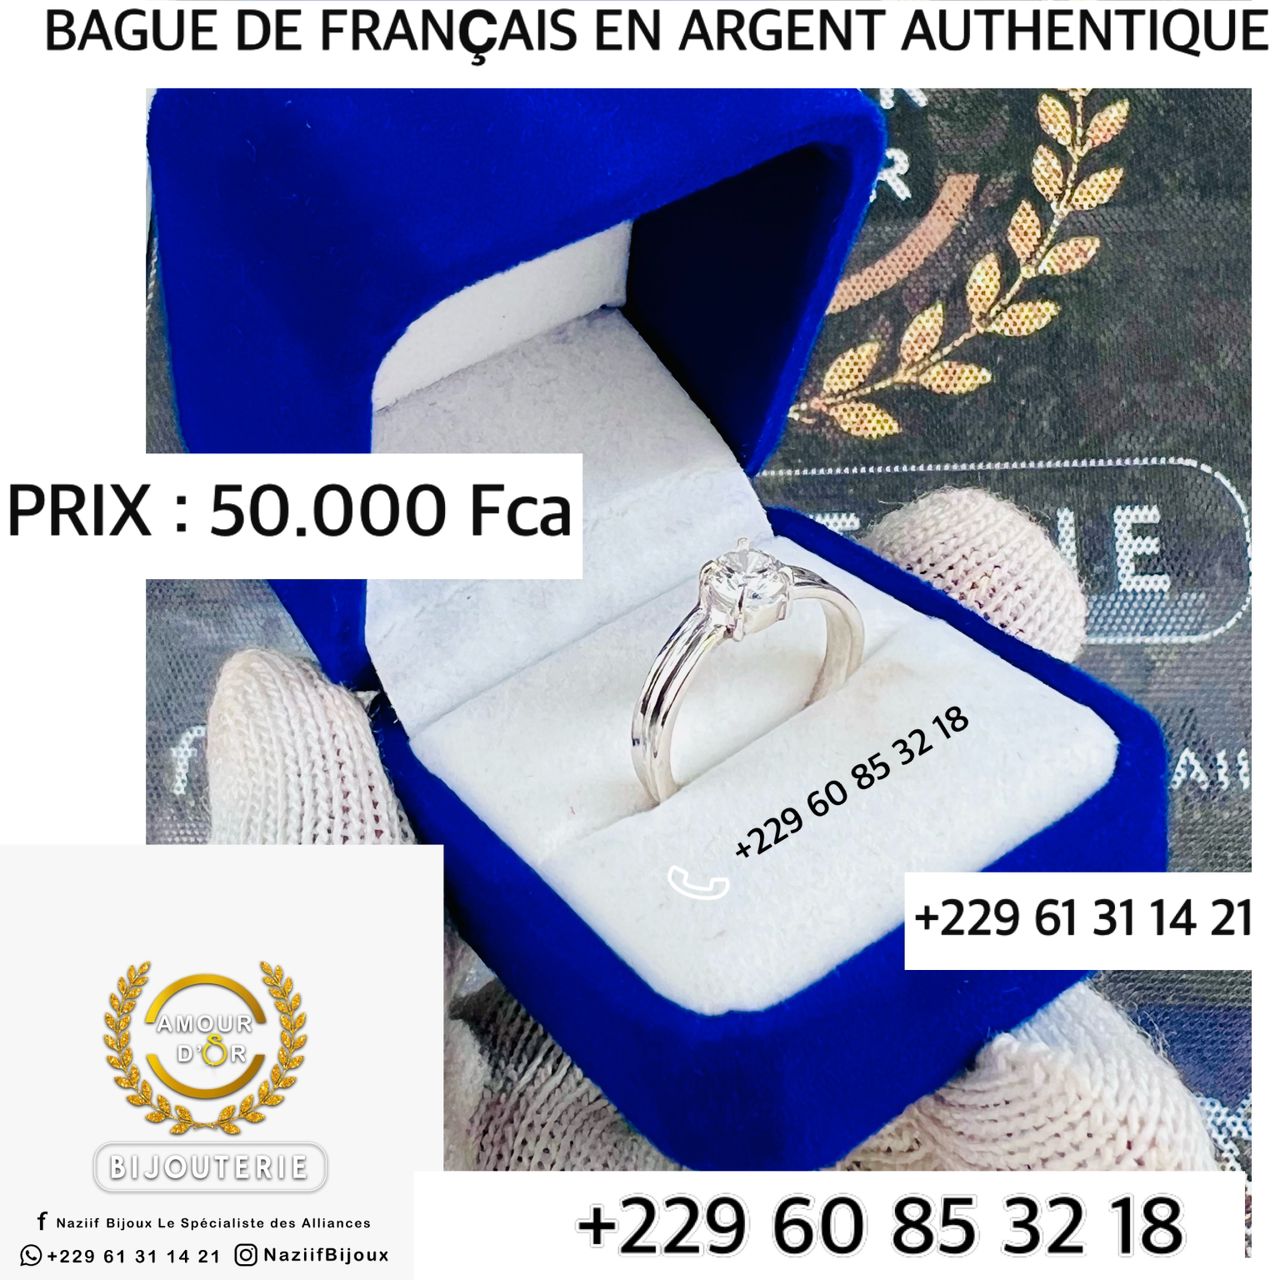 BAGUE DE FRANÇAIS EN ARGENT AUTHENTIQUE
PRIX : 50.000 Fca
+229 60 85 32 18
+229 61 31 14 21
AMOUR
D'OR
BIJOUTERIE
Naziif Bijoux Le Spécialiste des Alliances
+229 61 31 14 21 NaziifBijoux
+229 60 85 32 18